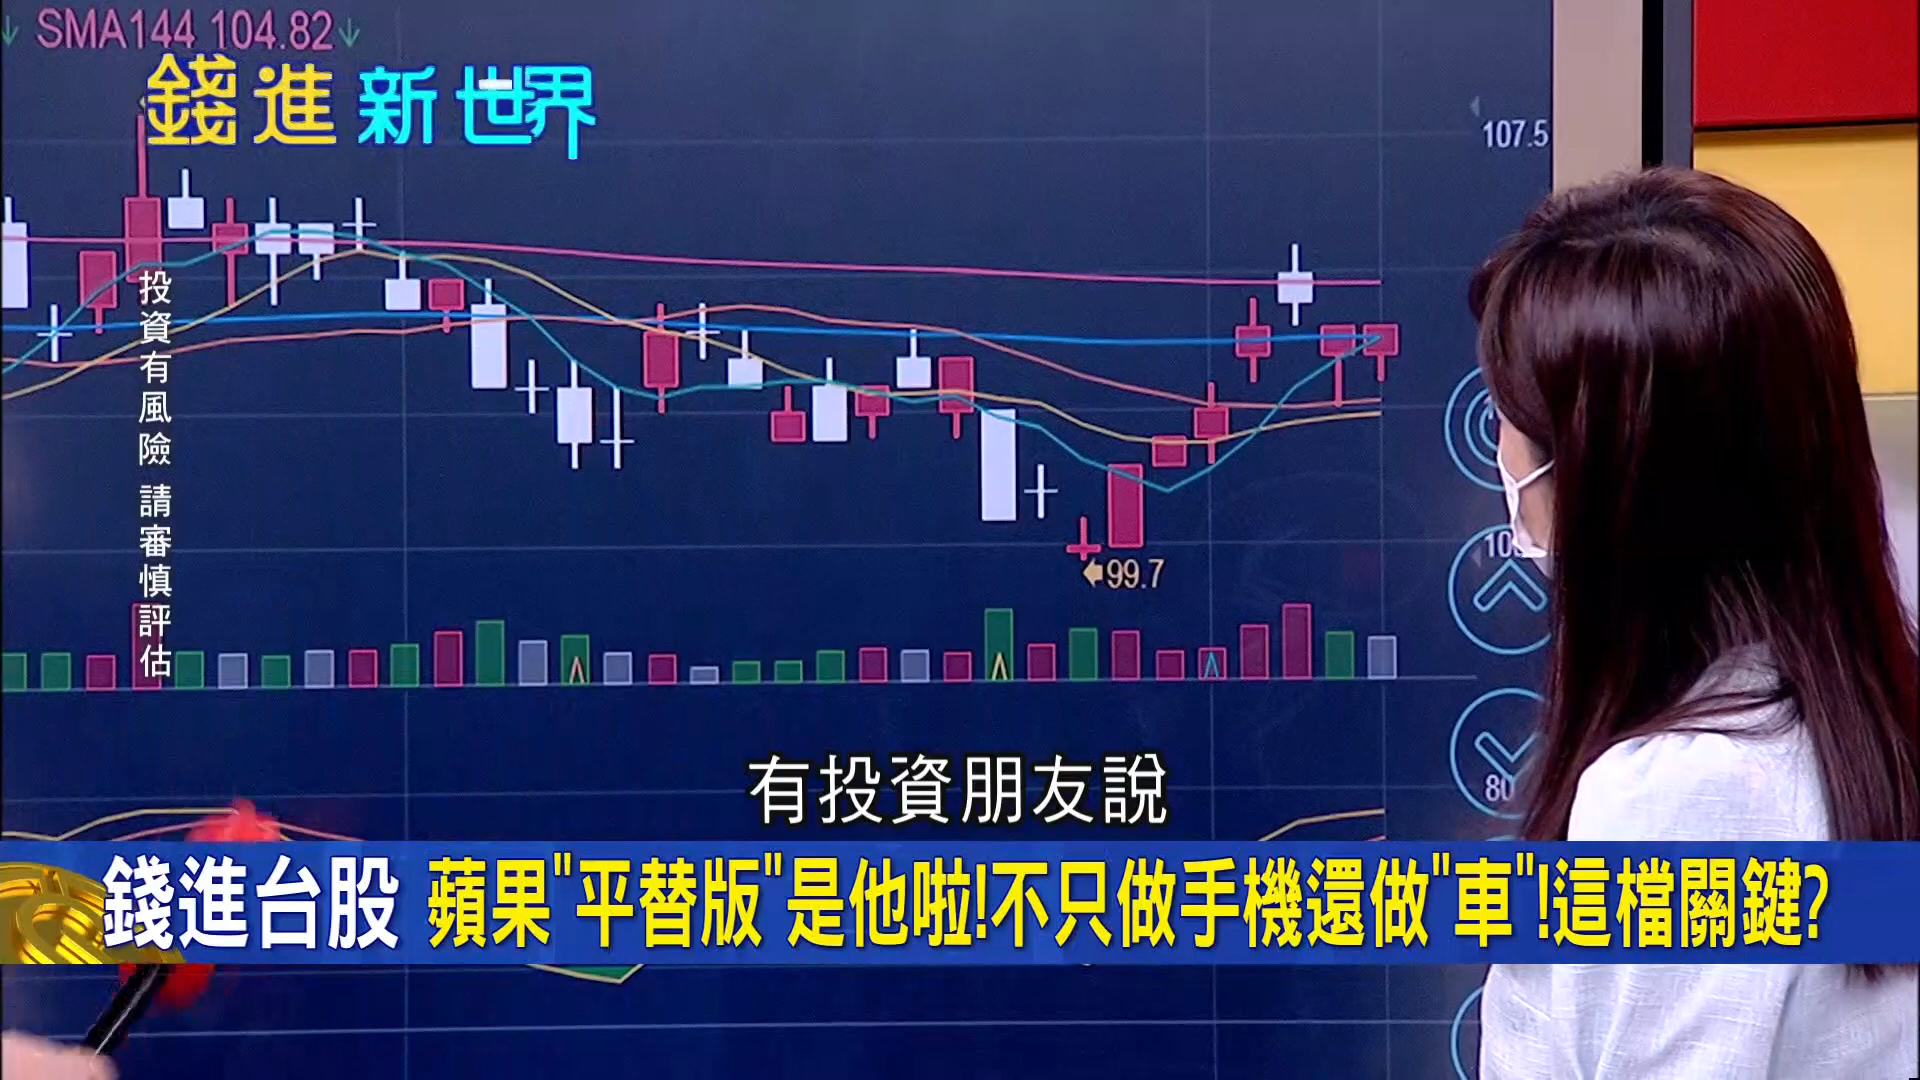 ↓ SMA144 104.82↓
錢進新世界
107.5
投資有風險 請審慎評估
99.7
80
有投資朋友說
錢進台股 蘋果"平替版"是他啦!不只做手機還做"車"!這檔關鍵?